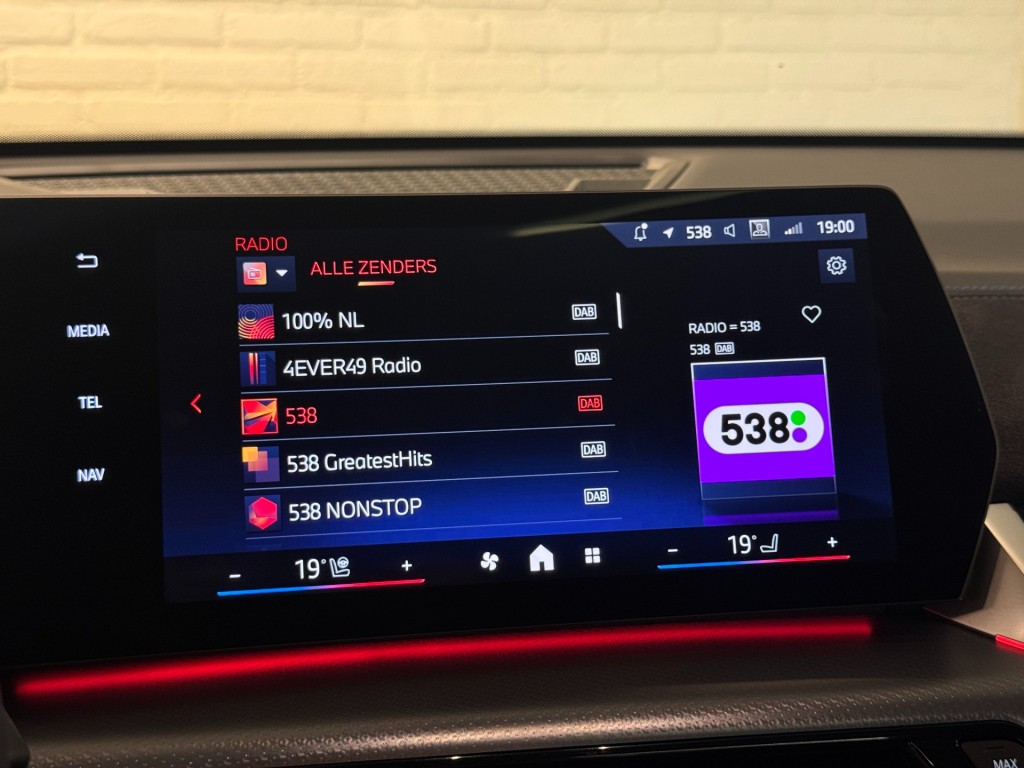 538 19:00
RADIO
ALLE ZENDERS
MEDIA
TEL
NAV
100% NL DAB
4EVER49 Radio DAB
538 DAB
538 GreatestHits DAB
538 NONSTOP DAB
RADIO = 538
538 DAB
538
- 19° +
- 19° +
MAX